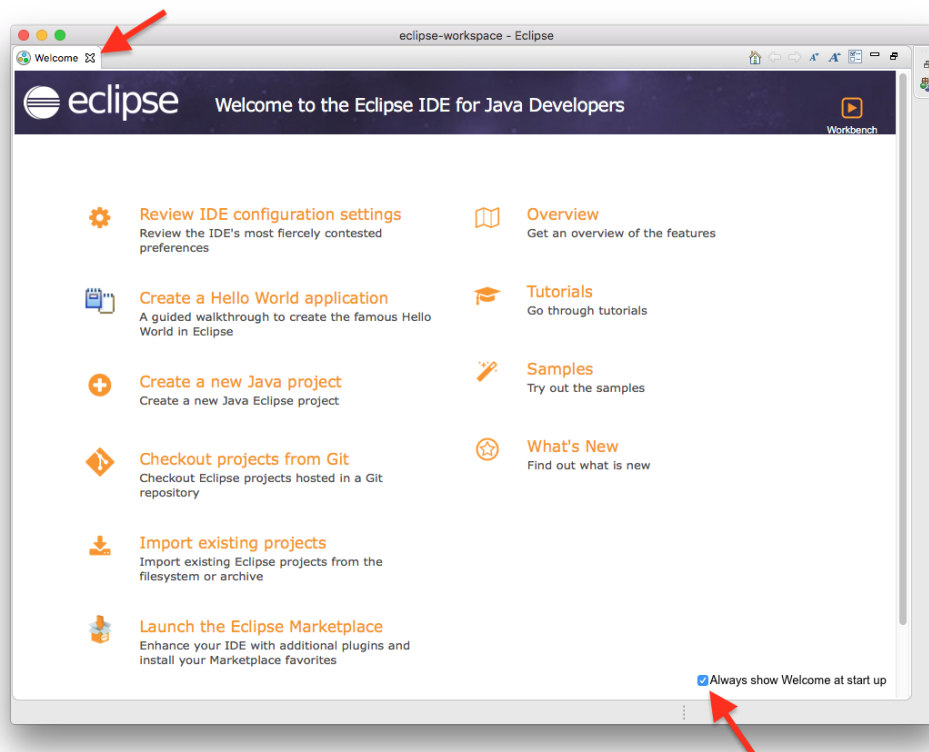 eclipse-workspace - Eclipse
Welcome
eclipse
Welcome to the Eclipse IDE for Java Developers
Workbench
Review IDE configuration settings
Review the IDE's most fiercely contested
preferences
Create a Hello World application
A guided walkthrough to create the famous Hello
World in Eclipse
Create a new Java project
Create a new Java Eclipse project
Checkout projects from Git
Checkout Eclipse projects hosted in a Git
repository
Import existing projects
Import existing Eclipse projects from the
filesystem or archive
Launch the Eclipse Marketplace
Enhance your IDE with additional plugins and
install your Marketplace favorites
Overview
Get an overview of the features
Tutorials
Go through tutorials
Samples
Try out the samples
What's New
Find out what is new
Always show Welcome at start up